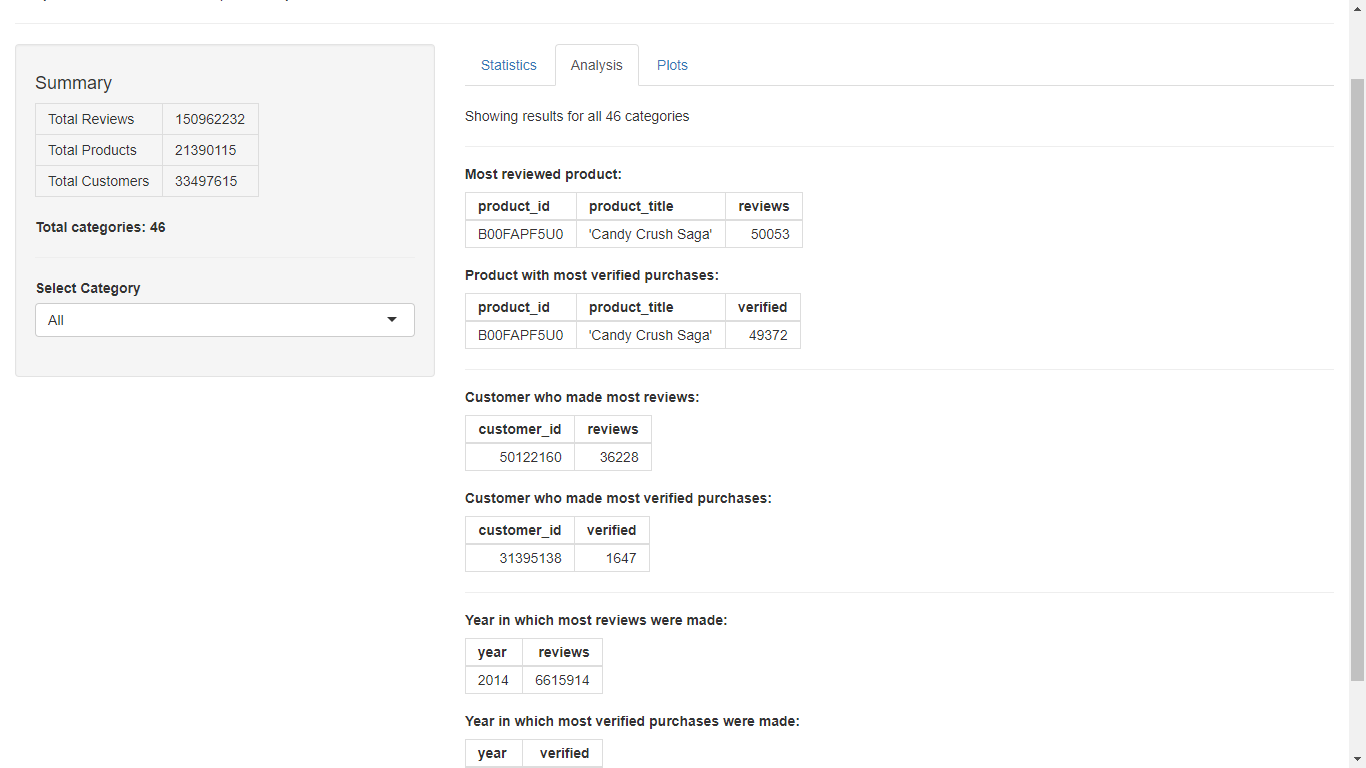 Summary
Total Reviews 150962232
Total Products 21390115
Total Customers 33497615
Total categories: 46
Select Category
All
Statistics Analysis Plots
Showing results for all 46 categories
Most reviewed product:
product_id product_title reviews
B00FAPF5U0 'Candy Crush Saga' 50053
Product with most verified purchases:
product_id product_title verified
B00FAPF5U0 'Candy Crush Saga' 49372
Customer who made most reviews:
customer_id reviews
50122160 36228
Customer who made most verified purchases:
customer_id verified
31395138 1647
Year in which most reviews were made:
year reviews
2014 6615914
Year in which most verified purchases were made:
year verified